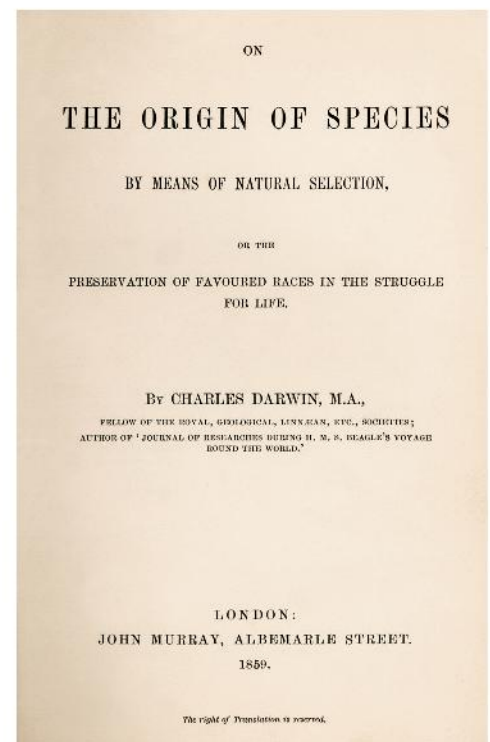 ON
THE ORIGIN OF SPECIES
BY MEANS OF NATURAL SELECTION,
OR THE
PRESERVATION OF FAVOURED RACES IN THE STRUGGLE
FOR LIFE.
By CHARLES DARWIN, M.A.,
FELLOW OF THE ROYAL, GEOLOGICAL, LINNÆAN, ETC., SOCIETIES;
AUTHOR OF ‘JOURNAL OF RESEARCHES DURING H. M. S. BEAGLE’S VOYAGE
ROUND THE WORLD.’
LONDON:
JOHN MURRAY, ALBEMARLE STREET.
1859.
The right of Translation is reserved.